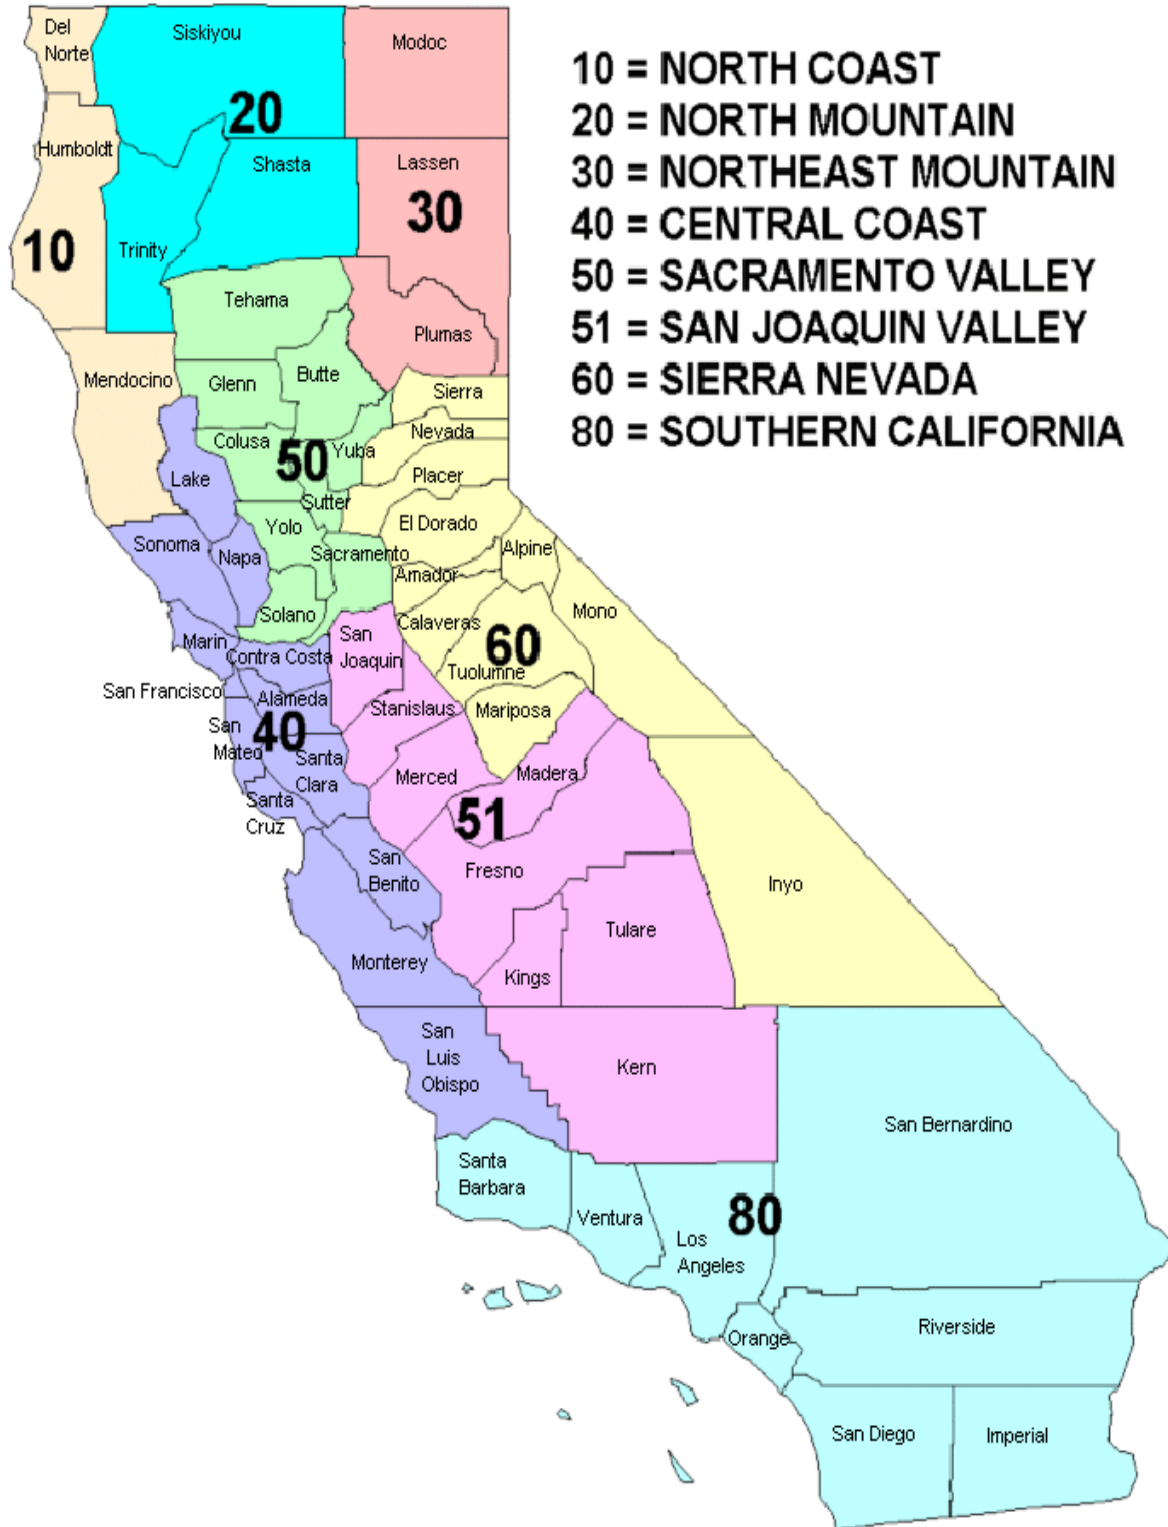 Del
Norte
Siskiyou
Modoc
10 = NORTH COAST
20 = NORTH MOUNTAIN
30 = NORTHEAST MOUNTAIN
40 = CENTRAL COAST
50 = SACRAMENTO VALLEY
51 = SAN JOAQUIN VALLEY
60 = SIERRA NEVADA
80 = SOUTHERN CALIFORNIA
20
Humboldt
Shasta
Lassen
30
10
Trinity
Tehama
Plumas
Mendocino
Glenn
Butte
Sierra
Colusa
Nevada
50
Yuba
Lake
Placer
Sutter
Yolo
El Dorado
Sonoma
Napa
Sacramento
Alpine
Amador
Solano
Mono
Calaveras
Marin
San
Joaquin
60
Contra Costa
Tuolumne
San Francisco
Alameda
Stanislaus
Mariposa
San
Mateo
40
Santa
Clara
Merced
Madera
Santa
Cruz
51
San
Benito
Fresno
Inyo
Tulare
Monterey
Kings
San
Luis
Obispo
Kern
San Bernardino
Santa
Barbara
Ventura
80
Los
Angeles
Orange
Riverside
San Diego
Imperial